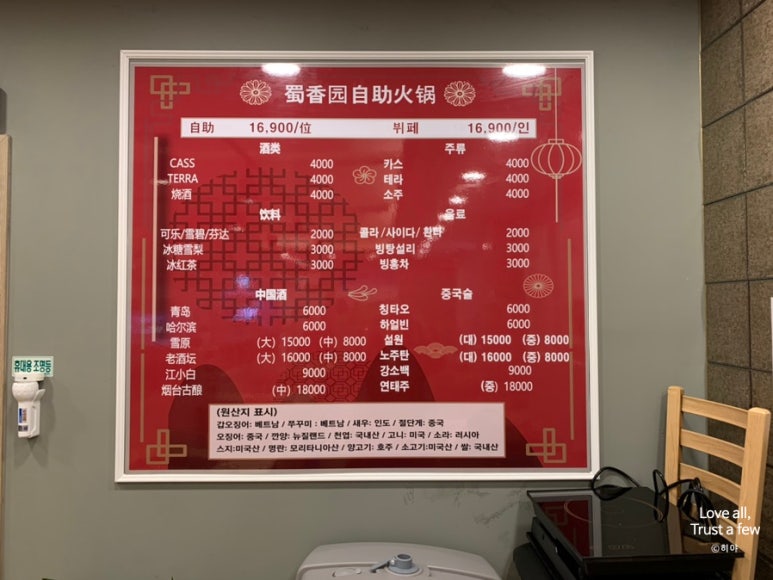 蜀香园自助火锅
自助 16,900/位 뷔페 16,900/인
酒类 주류
CASS 4000 카스 4000
TERRA 4000 테라 4000
烧酒 4000 소주 4000
饮料 음료
可乐/雪碧/芬达 2000 콜라/사이다/환타 2000
冰糖雪梨 3000 빙탕설리 3000
冰红茶 3000 빙홍차 3000
中国酒 중국술
青岛 6000 칭타오 6000
哈尔滨 6000 하얼빈 6000
雪原 (大) 15000 (中) 8000 설원 (대) 15000 (중) 8000
老酒坛 (大) 16000 (中) 8000 노주탄 (대) 16000 (중) 8000
江小白 9000 강소백 9000
烟台古酿 (中) 18000 연태주 (중) 18000
(원산지 표시)
갑오징어: 베트남 / 쭈꾸미 : 베트남 / 새우: 인도 / 절단게: 중국
오징어: 중국 / 깐양: 뉴질랜드 / 천엽: 국내산 / 고니: 미국 / 소라: 러시아
스지:미국산 / 명란: 모리타니아산 / 양고기: 호주 / 소고기:미국산 / 쌀: 국내산
휴대용 조명등
Love all,
Trust a few
ⓒ히야